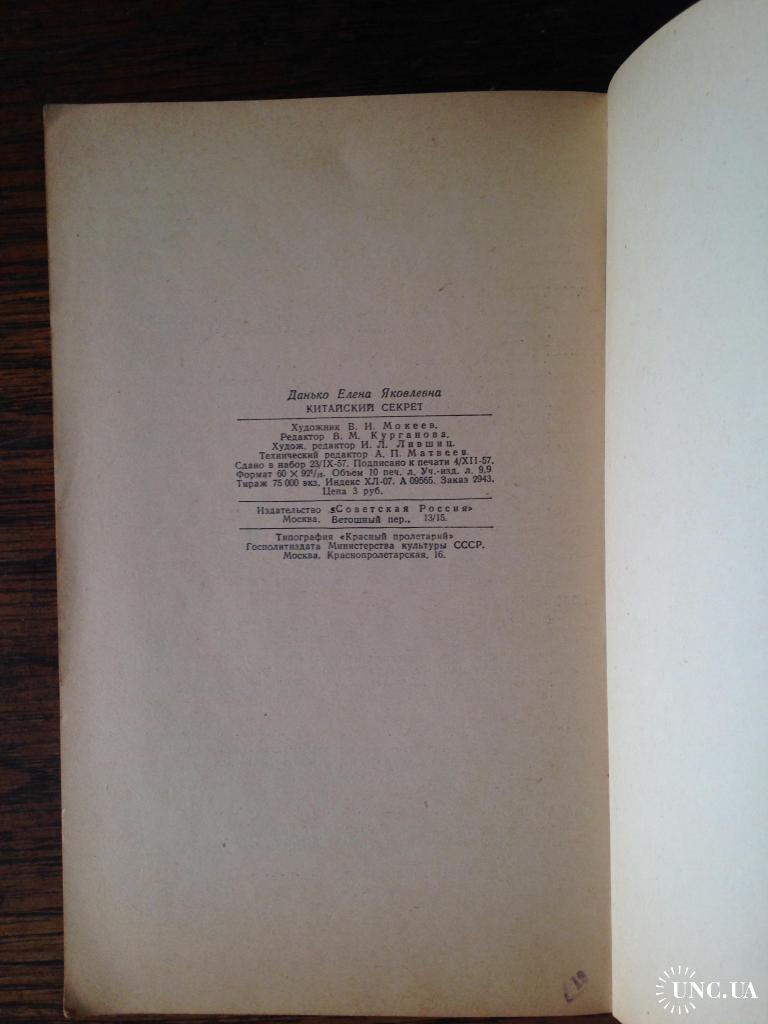 Данько Елена Яковлевна
КИТАЙСКИЙ СЕКРЕТ
Художник В. И. Мокеев.
Редактор В. М. Курганова.
Худож. редактор И. Л. Лившиц.
Технический редактор А. П. Матвеев.
Сдано в набор 23/IX-57. Подписано к печати 4/XII-57.
Формат 60 × 92¹/₁₆. Объем 10 печ. л. Уч.-изд. л. 9,9
Тираж 75 000 экз. Индекс ХЛ-07. А 09565. Заказ 2943.
Цена 3 руб.
Издательство «Советская Россия»
Москва, Ветошный пер., 13/15.
Типография «Красный пролетарий»
Госполитиздата Министерства культуры СССР.
Москва, Краснопролетарская, 16.
UNC.UA